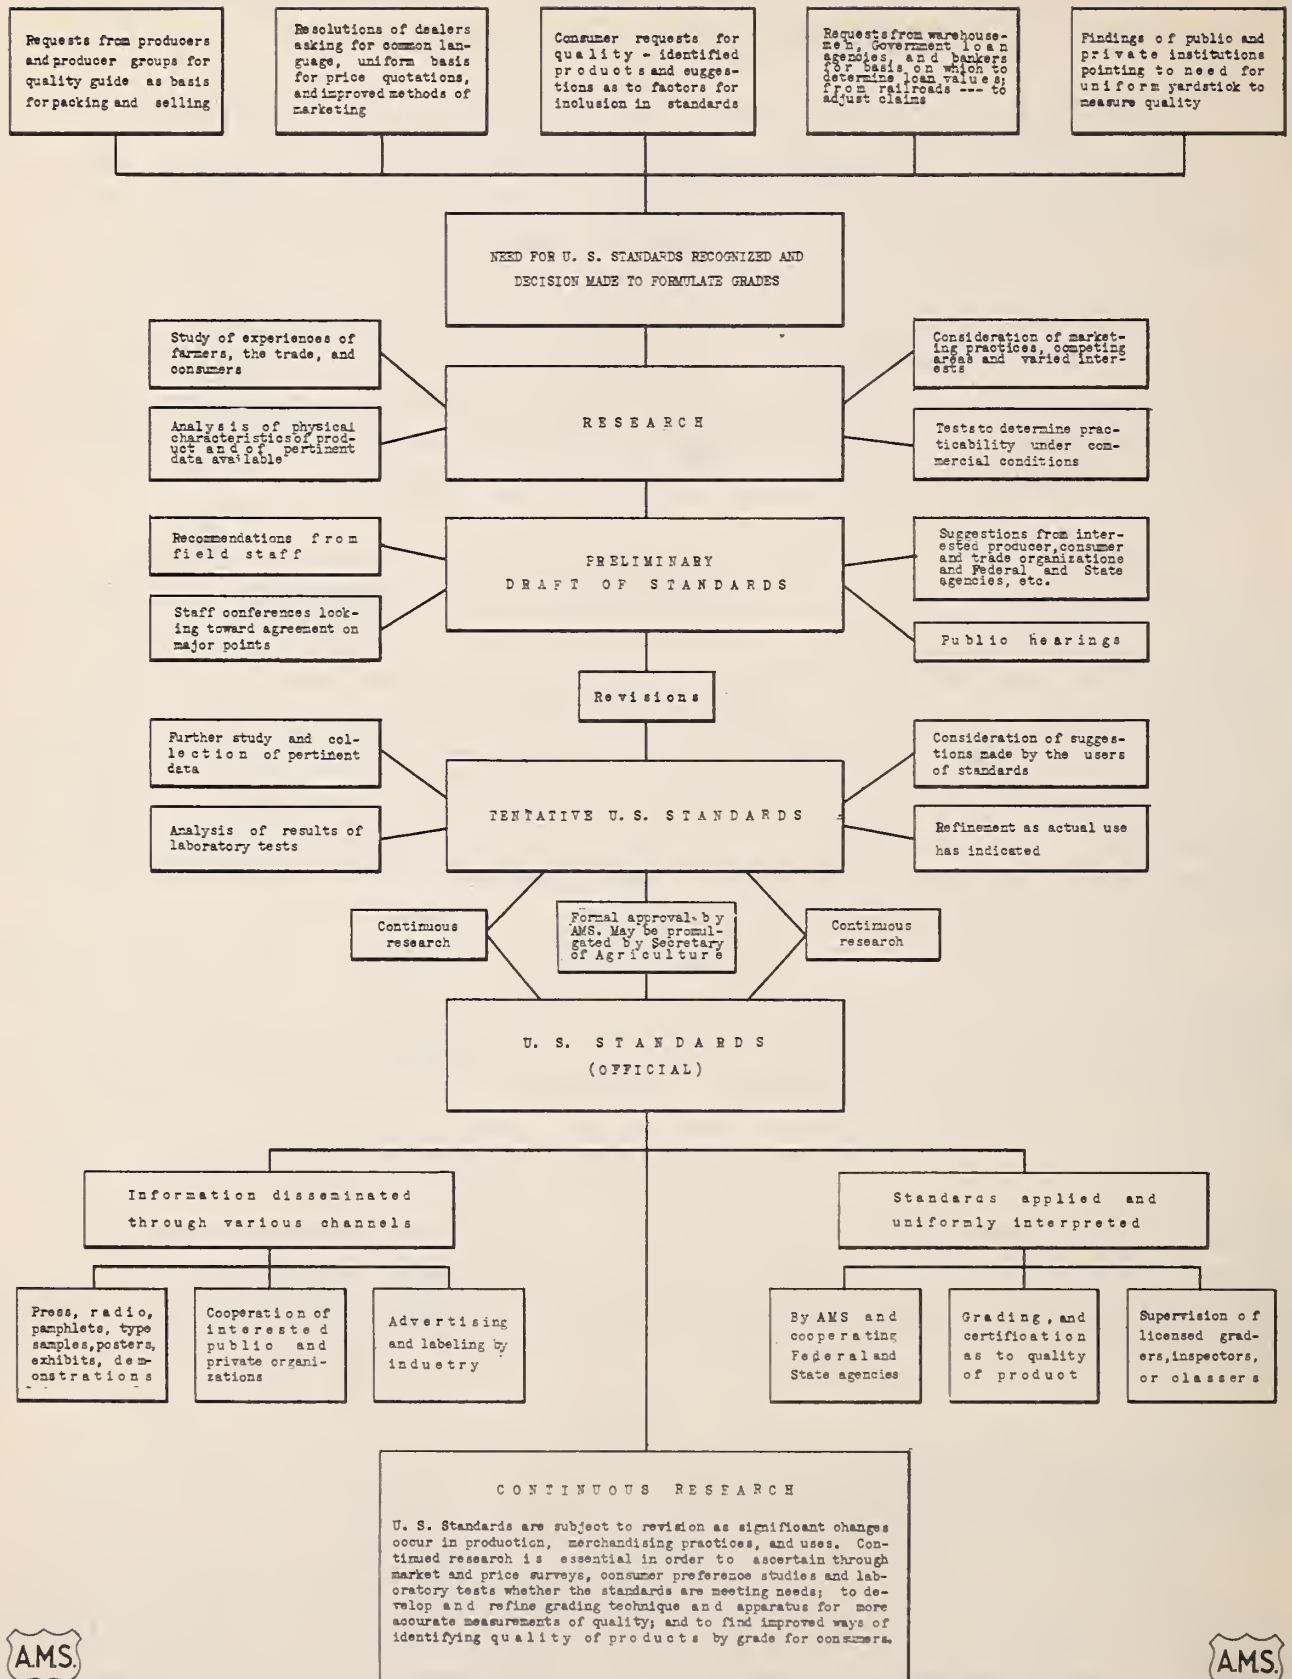 Requests from producers
and producer groups for
quality guide as basis
for packing and selling
Resolutions of dealers
asking for common lan-
guage, uniform basis
for price quotations,
and improved methods of
marketing
Consumer requests for
quality - identified
products and sugges-
tions as to factors for
inclusion in standards
Requests from warehouse-
men, Government loan
agencies, and bankers
for basis on which to
determine loan values;
from railroads --- to
adjust claims
Findings of public and
private institutions
pointing to need for
uniform yardstick to
measure quality
NEED FOR U. S. STANDARDS RECOGNIZED AND
DECISION MADE TO FORMULATE GRADES
Study of experiences of
farmers, the trade, and
consumers
Analysis of physical
characteristics of prod-
uct and of pertinent
data available
RESEARCH
Consideration of market-
ing practices, competing
areas and varied inter-
ests
Tests to determine prac-
ticability under com-
mercial conditions
Recommendations from
field staff
Staff conferences look-
ing toward agreement on
major points
PRELIMINARY
DRAFT OF STANDARDS
Suggestions from inter-
ested producer, consumer
and trade organizations
and Federal and State
agencies, etc.
Public hearings
Revisions
Further study and col-
lection of pertinent
data
Analysis of results of
laboratory tests
TENTATIVE U.S. STANDARDS
Consideration of sugges-
tions made by the users
of standards
Refinement as actual use
has indicated
Continuous
research
Formal approval by
AMS. May be promul-
gated by Secretary
of Agriculture
Continuous
research
U. S. STANDARDS
(OFFICIAL)
Information disseminated
through various channels
Standards applied and
uniformly interpreted
Press, radio,
pamphlets, type
samples, posters,
exhibits, dem-
onstrations
Cooperation of
interested
public and
private organi-
zations
Advertising
and labeling by
industry
By AMS and
cooperating
Federal and
State agencies
Grading, and
certification
as to quality
of product
Supervision of
licensed grad-
ers, inspectors,
or classers
CONTINUOUS RESEARCH
U. S. Standards are subject to revision as significant changes
occur in production, merchandising practices, and uses. Con-
tinued research is essential in order to ascertain through
market and price surveys, consumer preference studies and lab-
oratory tests whether the standards are meeting needs; to de-
velop and refine grading technique and apparatus for more
accurate measurements of quality; and to find improved ways of
identifying quality of products by grade for consumers.
A.M.S.
A.M.S.